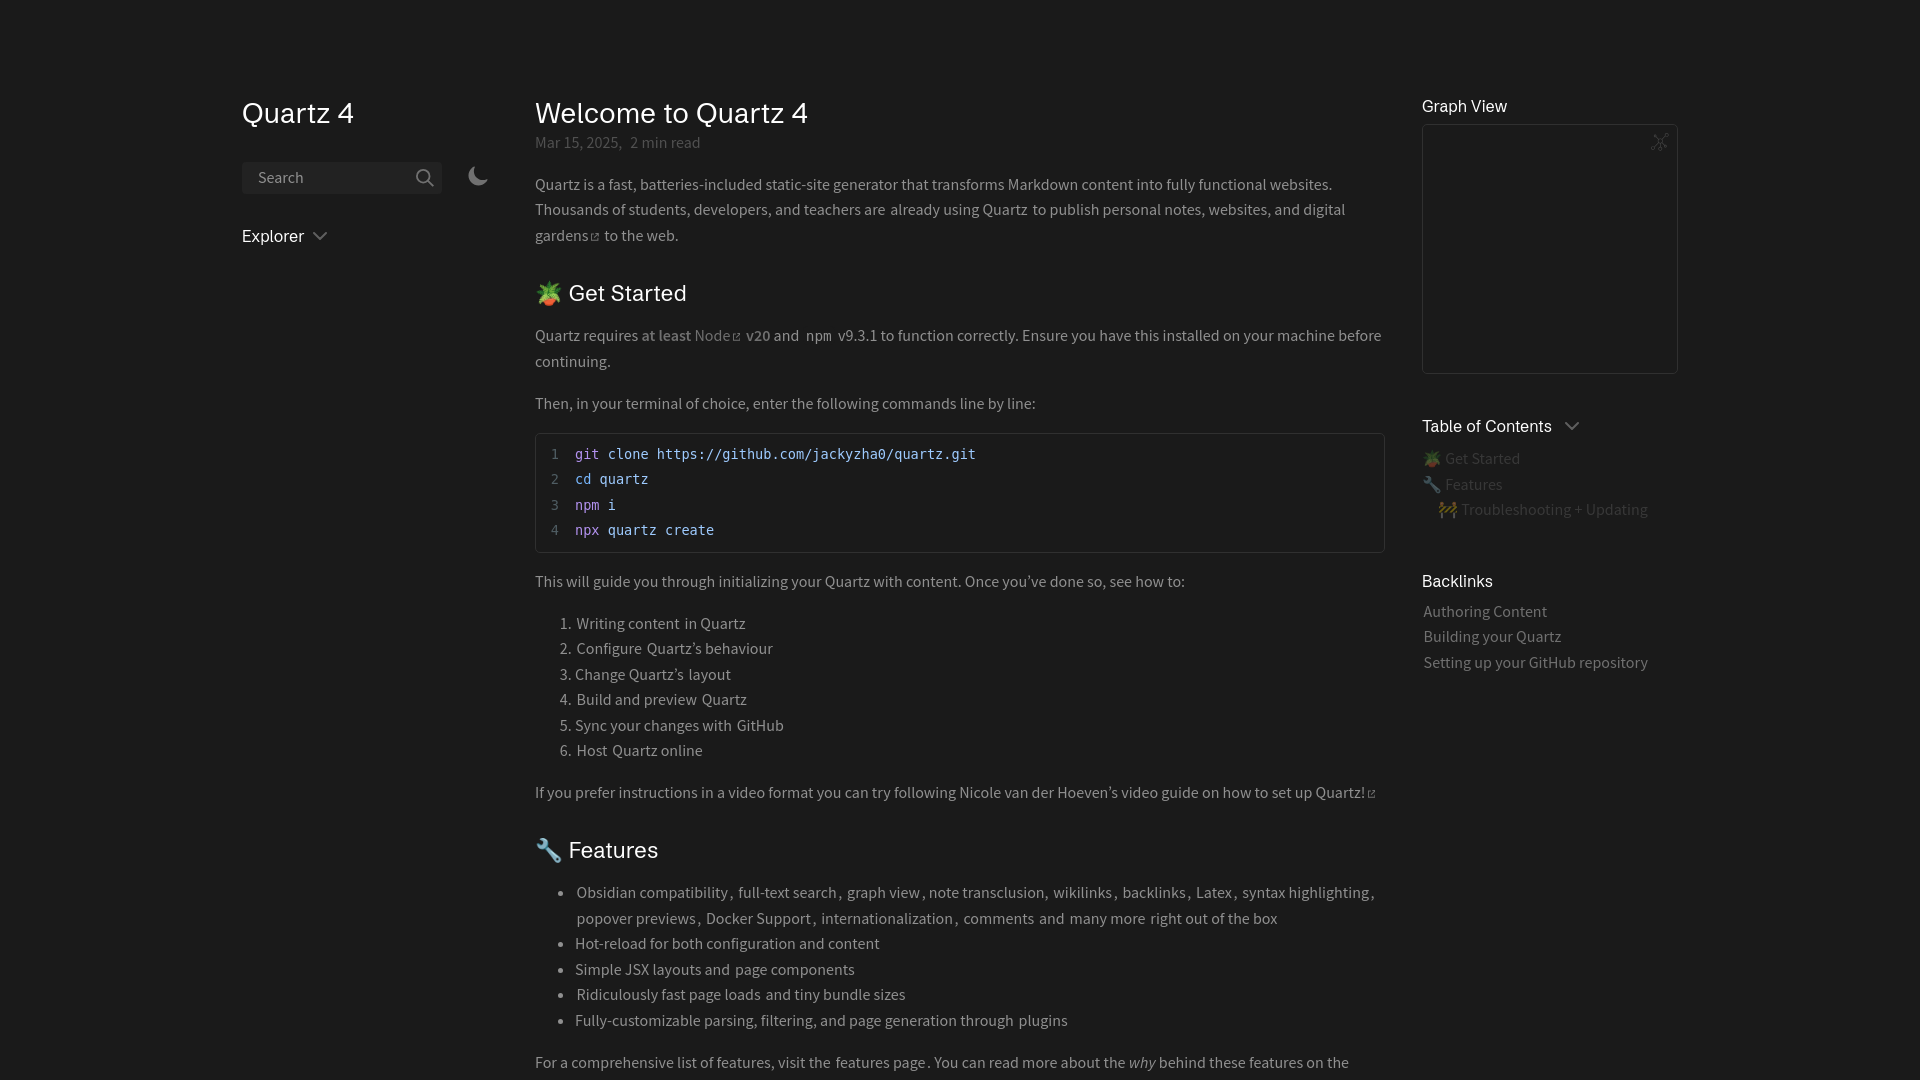 Quartz 4
Search
Explorer
Welcome to Quartz 4
Mar 15, 2025, 2 min read
Quartz is a fast, batteries-included static-site generator that transforms Markdown content into fully functional websites.
Thousands of students, developers, and teachers are already using Quartz to publish personal notes, websites, and digital
gardens to the web.
🪴 Get Started
Quartz requires at least Node v20 and npm v9.3.1 to function correctly. Ensure you have this installed on your machine before
continuing.
Then, in your terminal of choice, enter the following commands line by line:
1 git clone https://github.com/jackyzha0/quartz.git
2 cd quartz
3 npm i
4 npx quartz create
This will guide you through initializing your Quartz with content. Once you’ve done so, see how to:
1. Writing content in Quartz
2. Configure Quartz’s behaviour
3. Change Quartz’s layout
4. Build and preview Quartz
5. Sync your changes with GitHub
6. Host Quartz online
If you prefer instructions in a video format you can try following Nicole van der Hoeven’s video guide on how to set up Quartz!
🔧 Features
• Obsidian compatibility, full-text search, graph view, note transclusion, wikilinks, backlinks, Latex, syntax highlighting,
popover previews, Docker Support, internationalization, comments and many more right out of the box
• Hot-reload for both configuration and content
• Simple JSX layouts and page components
• Ridiculously fast page loads and tiny bundle sizes
• Fully-customizable parsing, filtering, and page generation through plugins
For a comprehensive list of features, visit the features page. You can read more about the why behind these features on the
Graph View
Table of Contents
🪴 Get Started
🔧 Features
🚧 Troubleshooting + Updating
Backlinks
Authoring Content
Building your Quartz
Setting up your GitHub repository